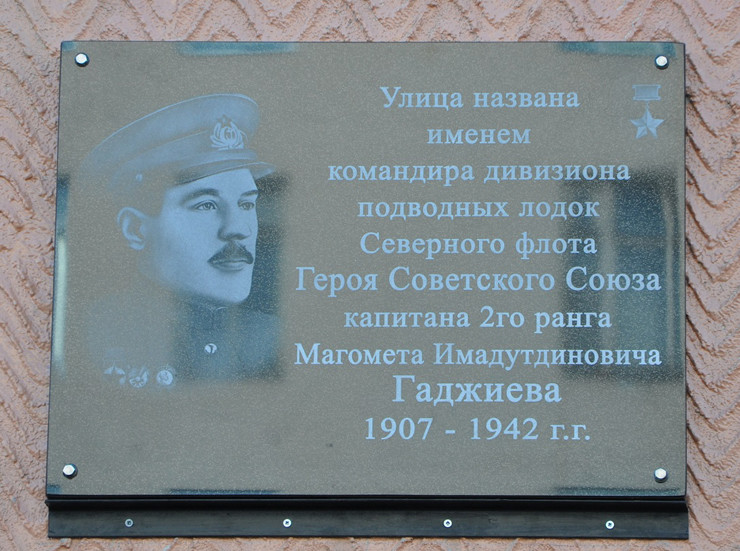 Улица названа
именем
командира дивизиона
подводных лодок
Северного флота
Героя Советского Союза
капитана 2го ранга
Магомета Имадутдиновича
Гаджиева
1907 - 1942 г.г.